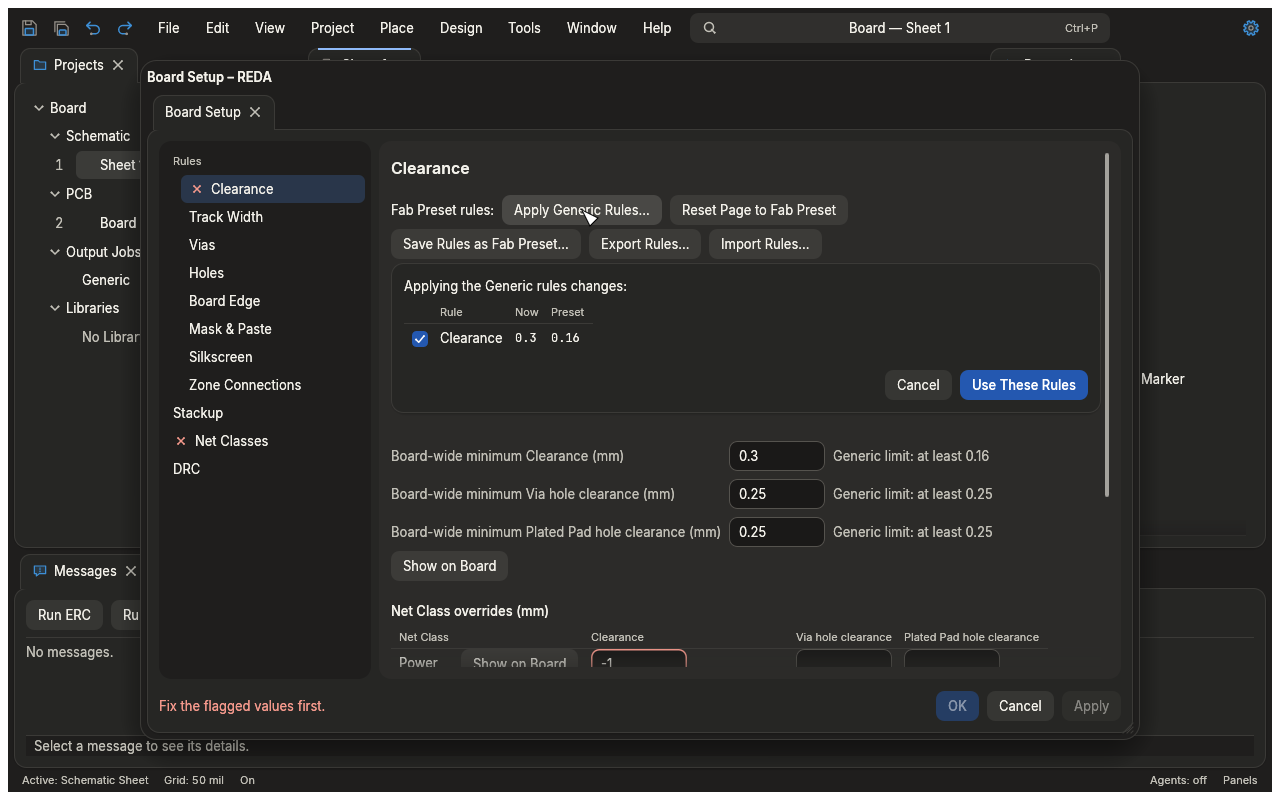 File Edit View Project Place Design Tools Window Help Board — Sheet 1 Ctrl+P
Projects
Board Setup – REDA
Board Setup
Board
Schematic
1 Sheet
PCB
2 Board
Output Jobs
Generic
Libraries
No Librar
Rules
Clearance
Track Width
Vias
Holes
Board Edge
Mask & Paste
Silkscreen
Zone Connections
Stackup
Net Classes
DRC
Clearance
Fab Preset rules: Apply Generic Rules... Reset Page to Fab Preset
Save Rules as Fab Preset... Export Rules... Import Rules...
Applying the Generic rules changes:
Rule Now Preset
Clearance 0.3 0.16
Cancel Use These Rules
Board-wide minimum Clearance (mm) 0.3 Generic limit: at least 0.16
Board-wide minimum Via hole clearance (mm) 0.25 Generic limit: at least 0.25
Board-wide minimum Plated Pad hole clearance (mm) 0.25 Generic limit: at least 0.25
Show on Board
Net Class overrides (mm)
Net Class Clearance Via hole clearance Plated Pad hole clearance
Power Show on Board -1
Fix the flagged values first.
OK Cancel Apply
Marker
Messages
Run ERC Ru
No messages.
Select a message to see its details.
Active: Schematic Sheet Grid: 50 mil On Agents: off Panels